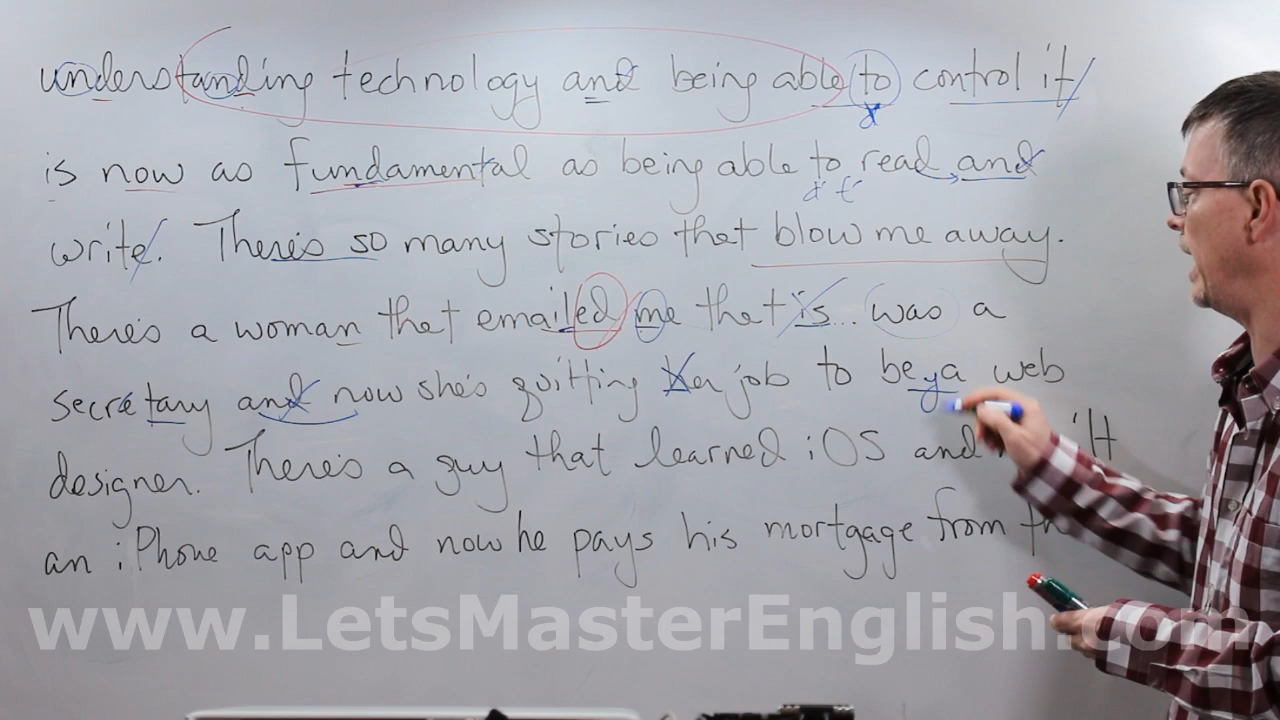 understanding technology and being able to control it
is now as fundamental as being able to read and
write. There's so many stories that blow me away.
There's a woman that emailed me that is... was a
secretary and now she's quitting her job to be a web
designer. There's a guy that learned iOS and
an iPhone app and now he pays his mortgage from
www.LetsMasterEnglish.com